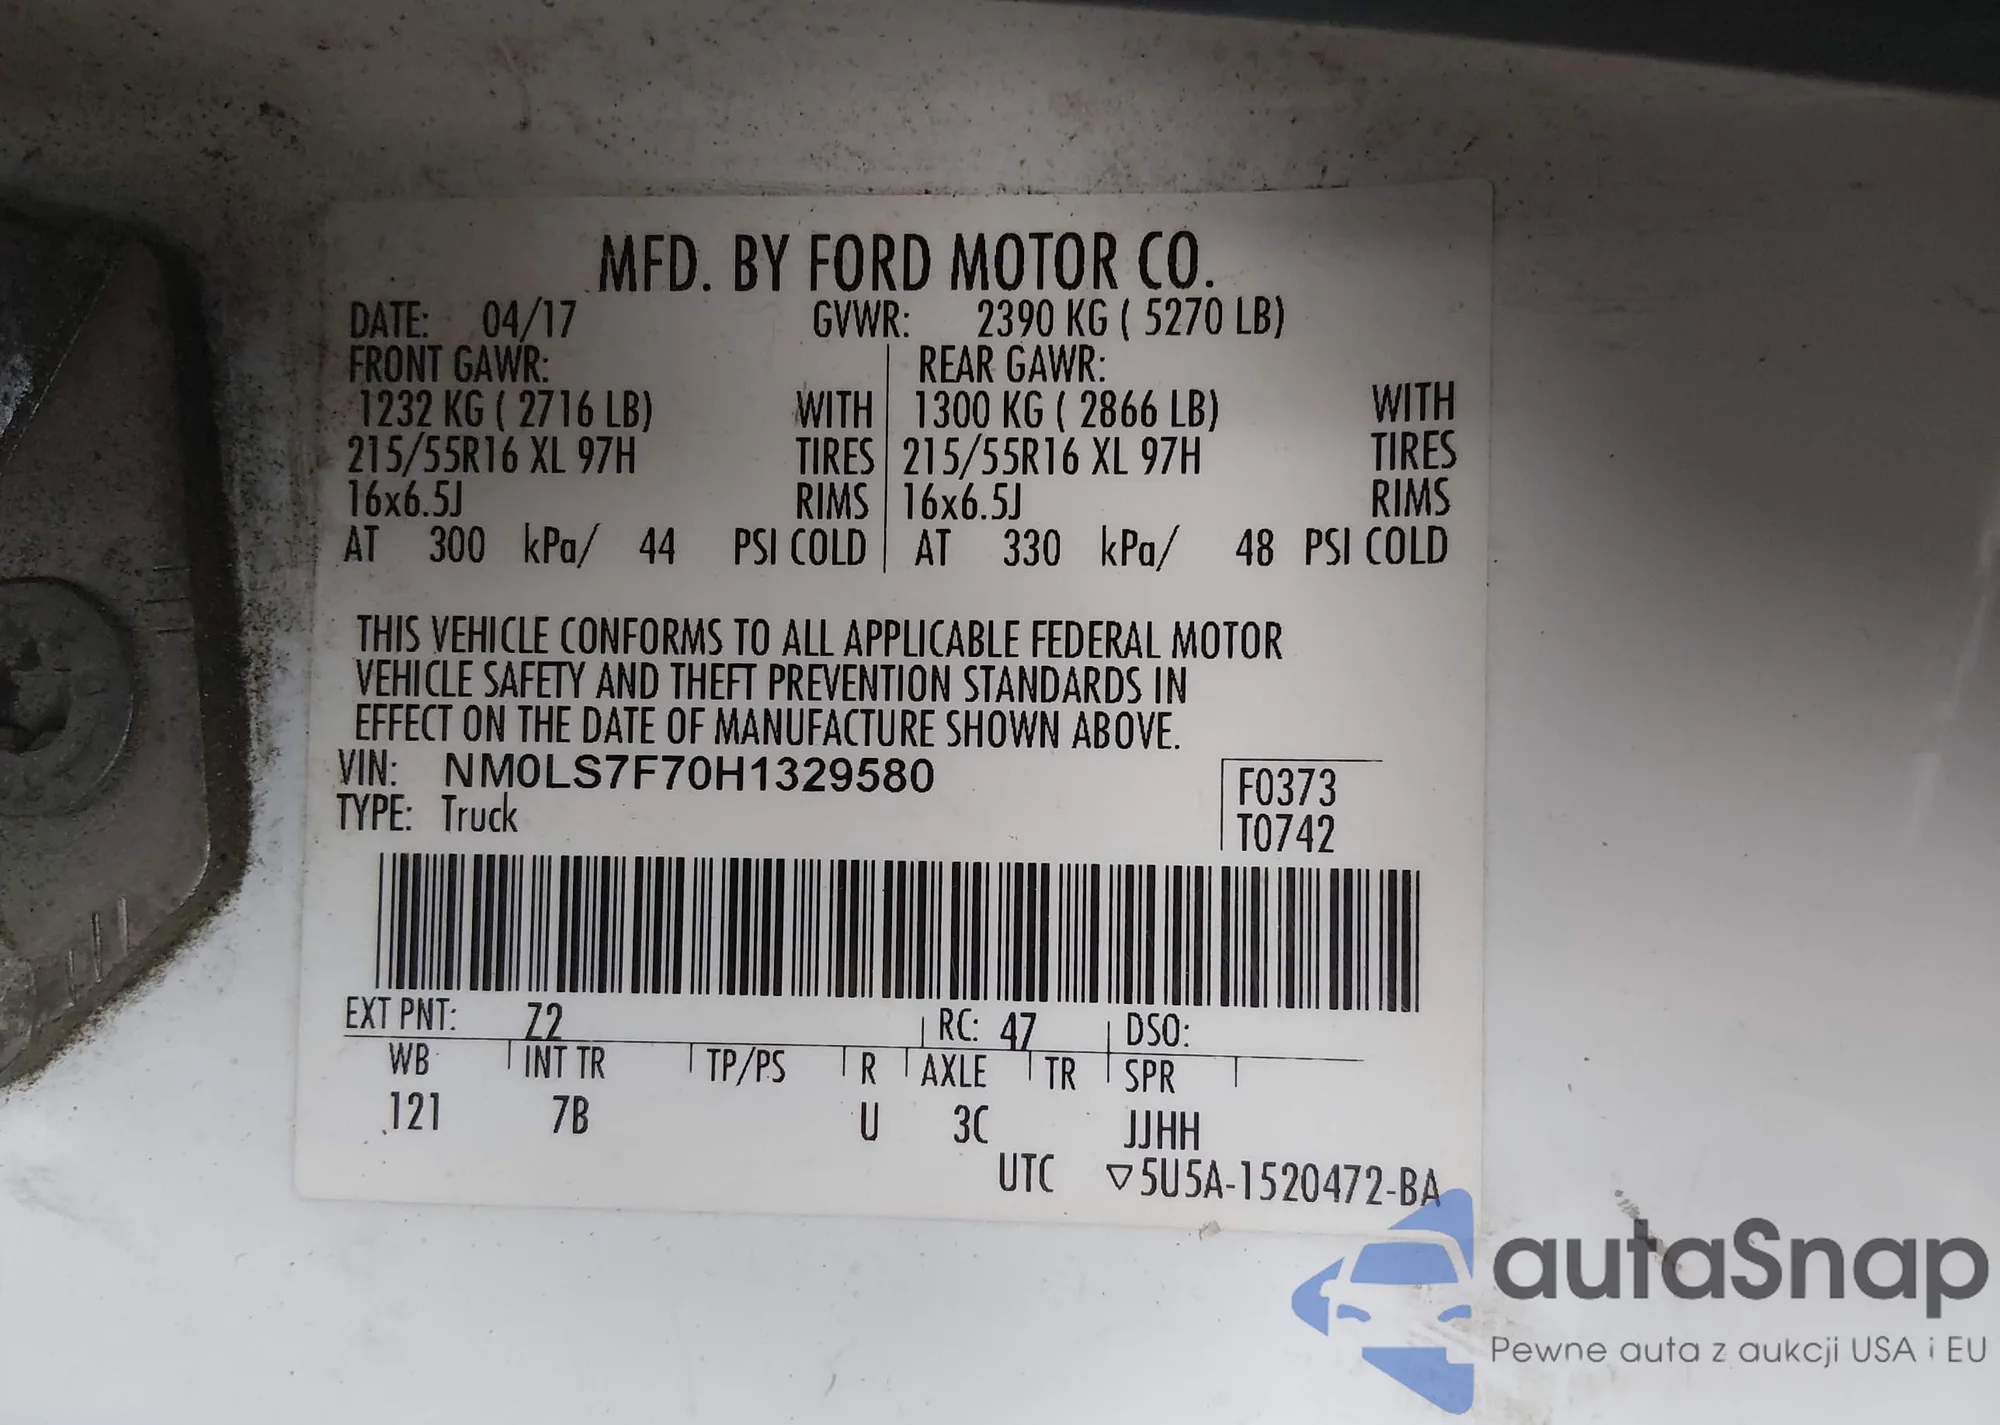 MFD. BY FORD MOTOR CO.
DATE: 04/17 GVWR: 2390 KG ( 5270 LB)
FRONT GAWR: REAR GAWR:
1232 KG ( 2716 LB) WITH 1300 KG ( 2866 LB) WITH
215/55R16 XL 97H TIRES 215/55R16 XL 97H TIRES
16x6.5J RIMS 16x6.5J RIMS
AT 300 kPa/ 44 PSI COLD AT 330 kPa/ 48 PSI COLD
THIS VEHICLE CONFORMS TO ALL APPLICABLE FEDERAL MOTOR
VEHICLE SAFETY AND THEFT PREVENTION STANDARDS IN
EFFECT ON THE DATE OF MANUFACTURE SHOWN ABOVE.
VIN: NM0LS7F70H1329580 F0373
TYPE: Truck T0742
EXT PNT: Z2 RC: 47 DSO:
WB INT TR TP/PS R AXLE TR SPR
121 7B U 3C JJHH
UTC ▽5U5A-1520472-BA
autaSnap
Pewne auta z aukcji USA i EU